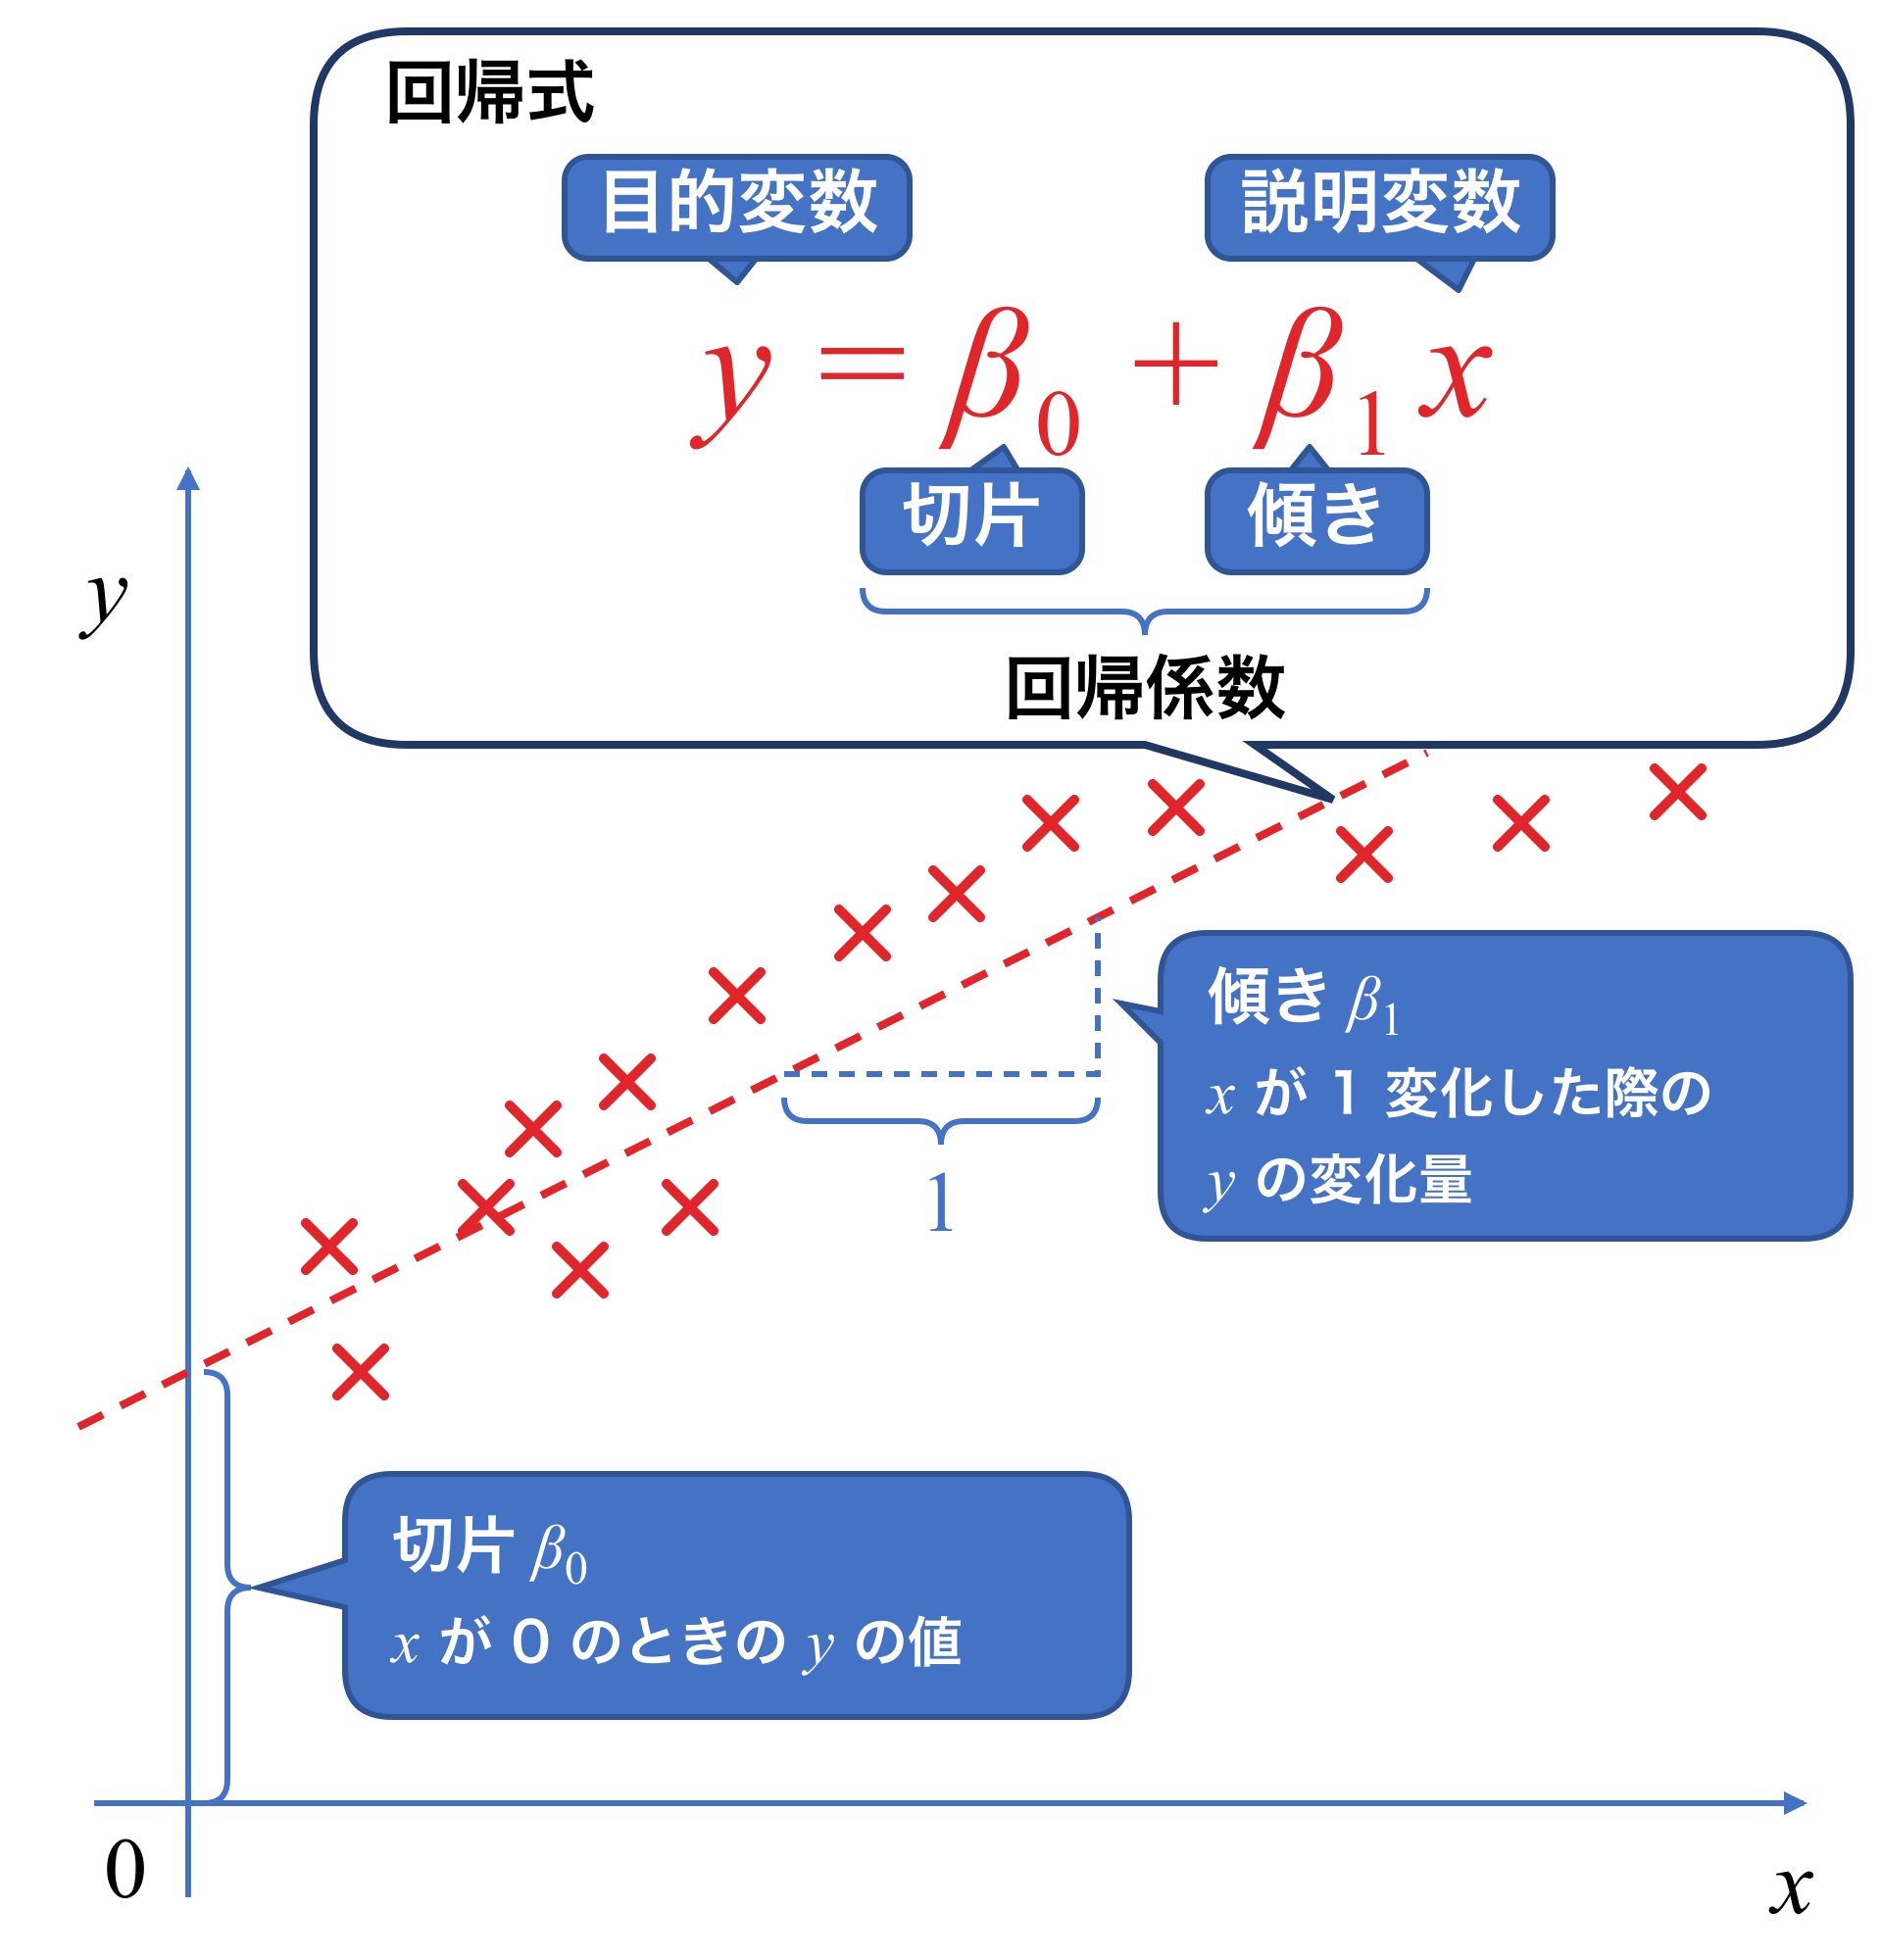 回帰式
目的変数
説明変数
y = β₀ + β₁ x
切片
傾き
回帰係数
y
傾き β₁
x が 1 変化した際の
y の変化量
1
切片 β₀
x が 0 のときの y の値
0
x